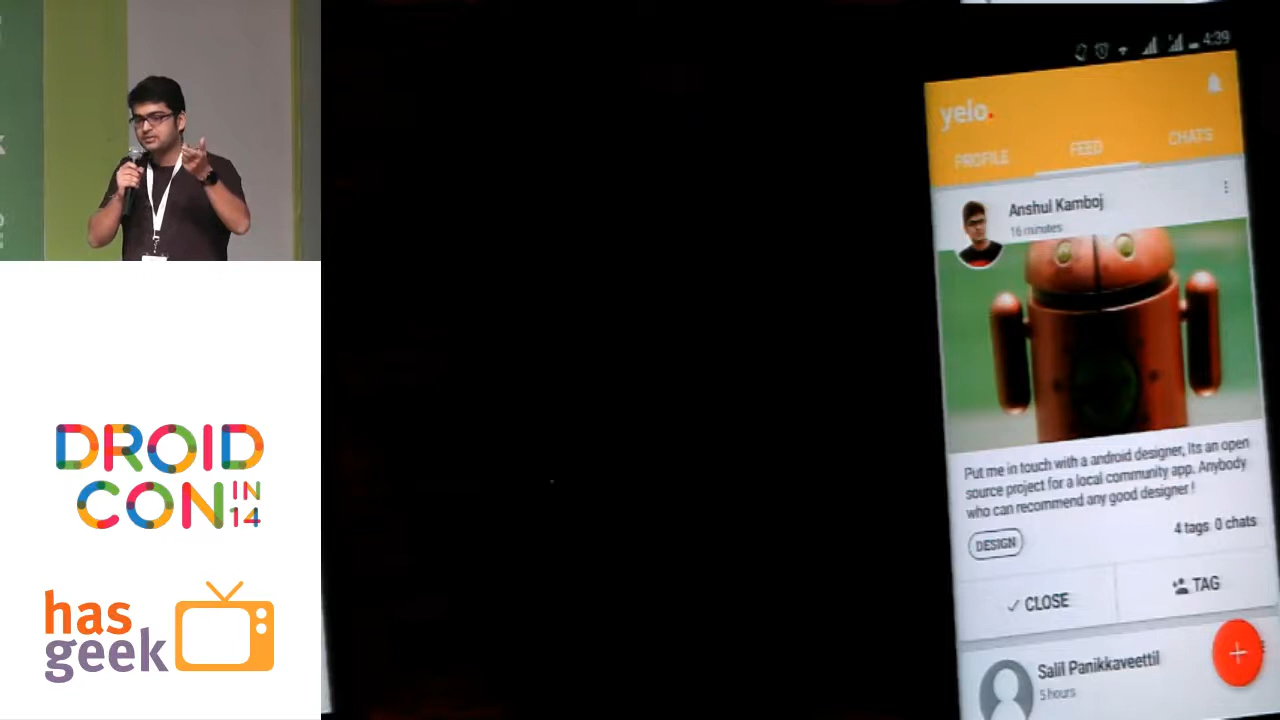 DROID
CON IN
14
has
geek
4:39
yelo.
PROFILE FEED CHATS
Anshul Kamboj
16 minutes
Put me in touch with a android designer, Its an open
source project for a local community app. Anybody
who can recommend any good designer !
4 tags 0 chats
DESIGN
CLOSE TAG
Salil Panikkaveettil
5 hours